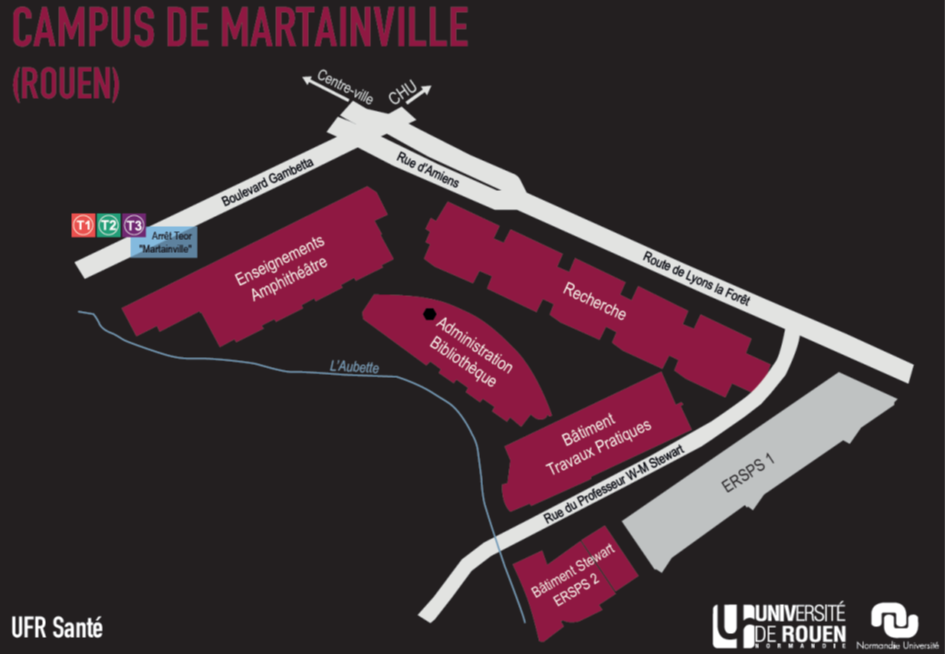 CAMPUS DE MARTAINVILLE
(ROUEN)
Centre-ville
CHU
Boulevard Gambetta
Rue d'Amiens
T1 T2 T3
Arrêt Teor
"Martainville"
Enseignements
Amphithéâtre
Route de Lyons la Forêt
Recherche
Administration
Bibliothèque
L'Aubette
Bâtiment
Travaux Pratiques
Rue du Professeur W-M Stewart
ERSPS 1
Bâtiment Stewart
ERSPS 2
UFR Santé
UNIVERSITÉ
DE ROUEN
NORMANDIE
Normandie Université